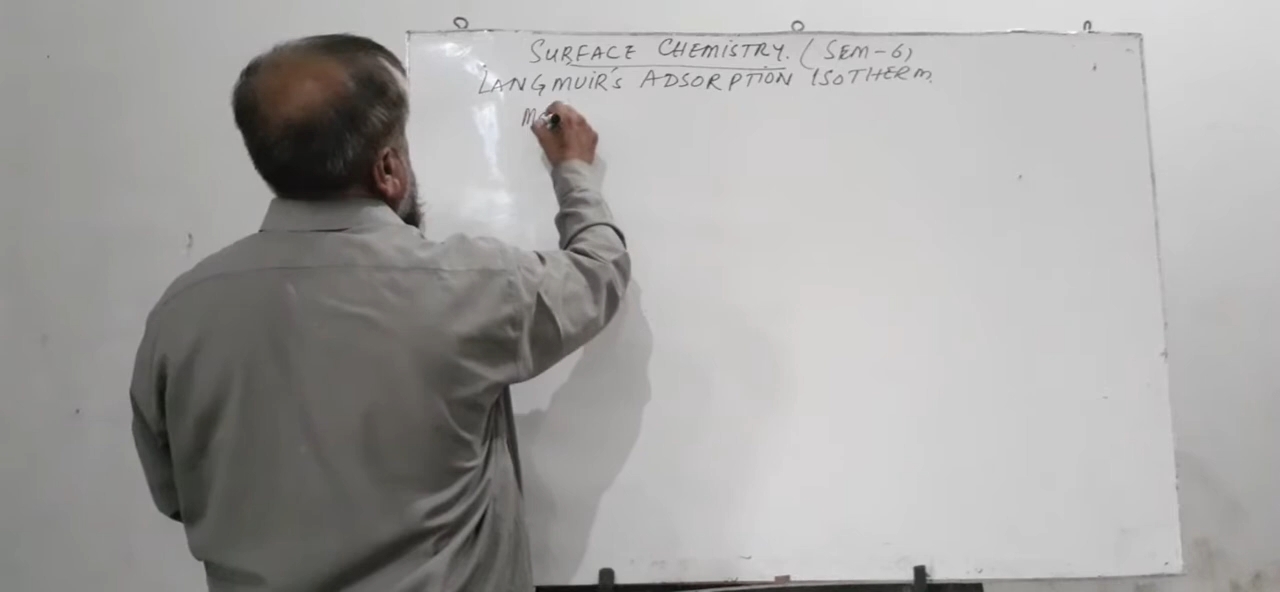 SURFACE CHEMISTRY. (SEM-6)
LANGMUIR'S ADSORPTION ISOTHERM.